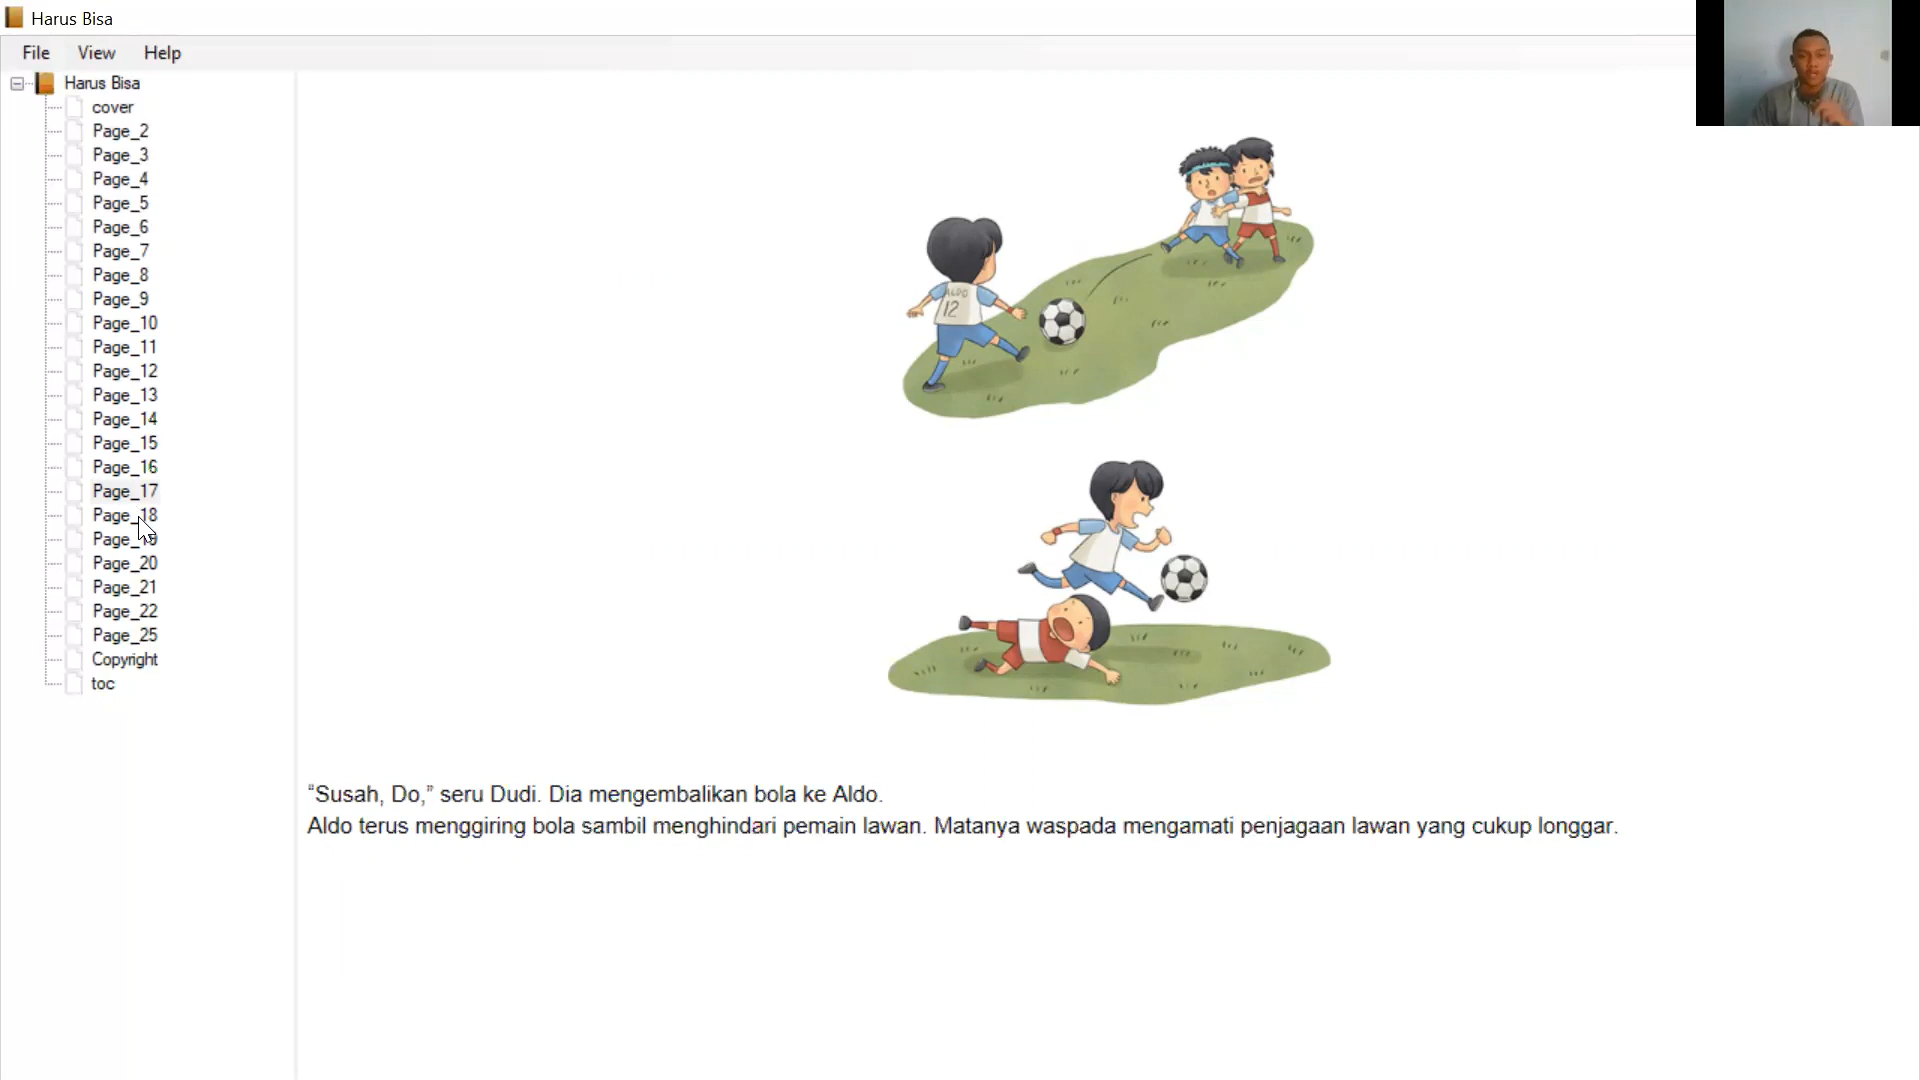 Harus Bisa
File View Help
Harus Bisa
cover
Page_2
Page_3
Page_4
Page_5
Page_6
Page_7
Page_8
Page_9
Page_10
Page_11
Page_12
Page_13
Page_14
Page_15
Page_16
Page_17
Page_18
Page_19
Page_20
Page_21
Page_22
Page_25
Copyright
toc
ALDO
12
“Susah, Do,” seru Dudi. Dia mengembalikan bola ke Aldo.
Aldo terus menggiring bola sambil menghindari pemain lawan. Matanya waspada mengamati penjagaan lawan yang cukup longgar.